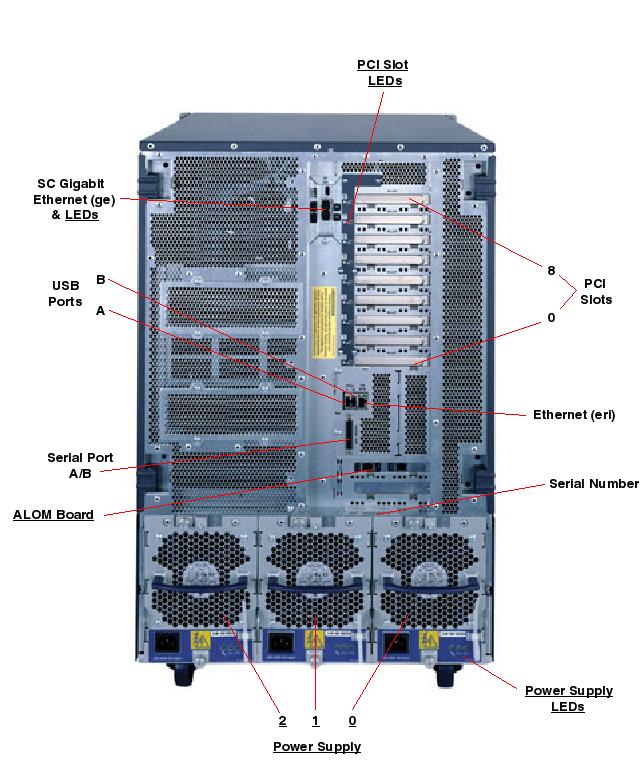 PCI Slot
LEDs
SC Gigabit
Ethernet (ge)
& LEDs
USB
Ports
B
A
8
PCI
Slots
0
Ethernet (eri)
Serial Port
A/B
Serial Number
ALOM Board
Power Supply
LEDs
2 1 0
Power Supply